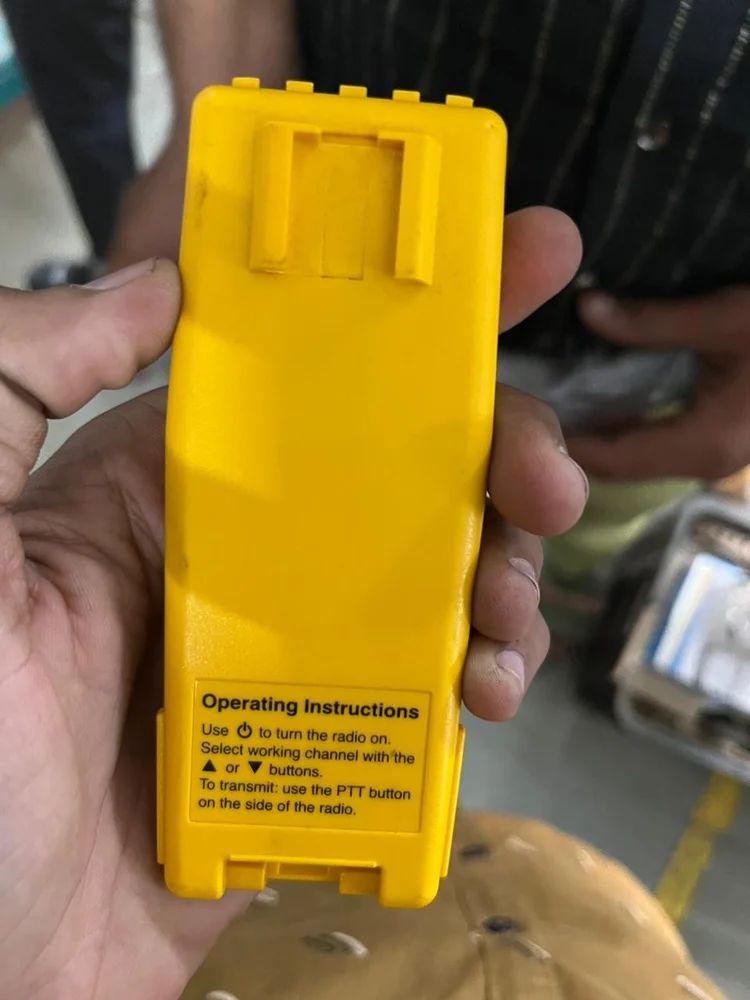 Operating Instructions
Use ⏻ to turn the radio on.
Select working channel with the
▲ or ▼ buttons.
To transmit: use the PTT button
on the side of the radio.